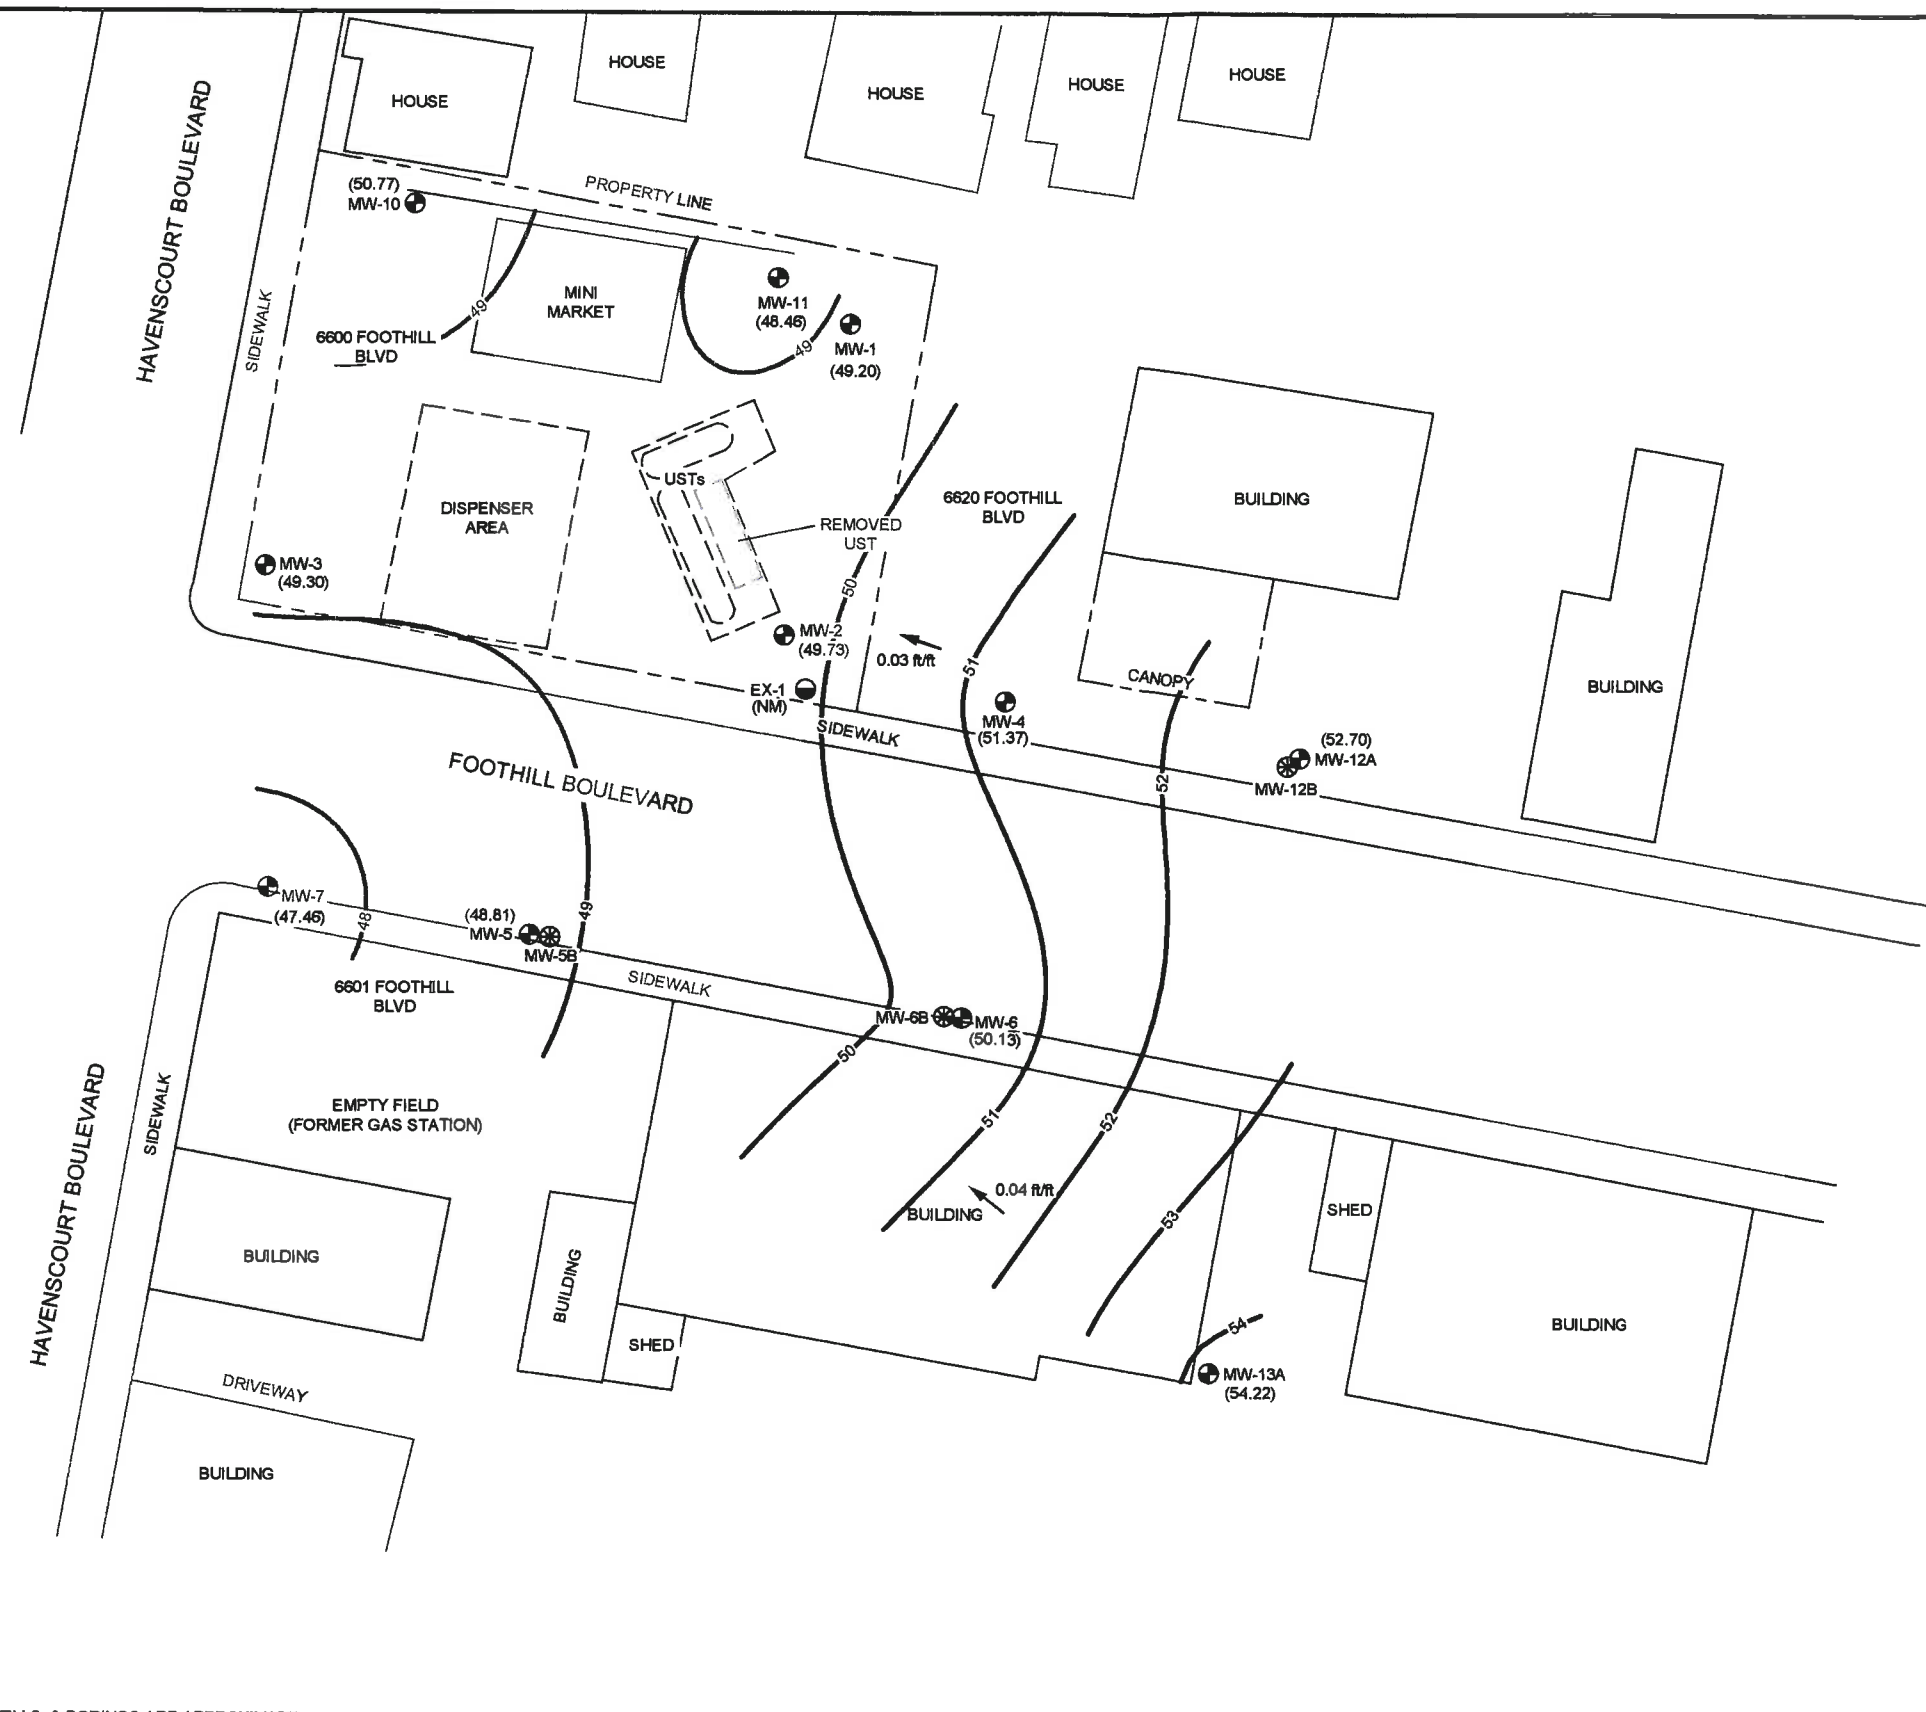 HOUSE
HOUSE
HOUSE
HOUSE
HOUSE
HAVENSCOURT BOULEVARD
SIDEWALK
PROPERTY LINE
(50.77)
MW-10
MINI
MARKET
49
6600 FOOTHILL
BLVD
MW-11
(48.46)
49
MW-1
(49.20)
USTs
REMOVED
UST
DISPENSER
AREA
6620 FOOTHILL
BLVD
BUILDING
MW-3
(49.30)
50
MW-2
(49.73)
0.03 ft/ft
51
EX-1
(NM)
SIDEWALK
MW-4
(51.37)
CANOPY
BUILDING
52
(52.70)
MW-12A
MW-12B
FOOTHILL BOULEVARD
MW-7
(47.46)
48
(48.81)
MW-5
MW-5B
49
SIDEWALK
6601 FOOTHILL
BLVD
MW-6B
MW-6
(50.13)
50
51
52
EMPTY FIELD
(FORMER GAS STATION)
HAVENSCOURT BOULEVARD
SIDEWALK
0.04 ft/ft
BUILDING
53
SHED
BUILDING
BUILDING
SHED
54
BUILDING
MW-13A
(54.22)
DRIVEWAY
BUILDING